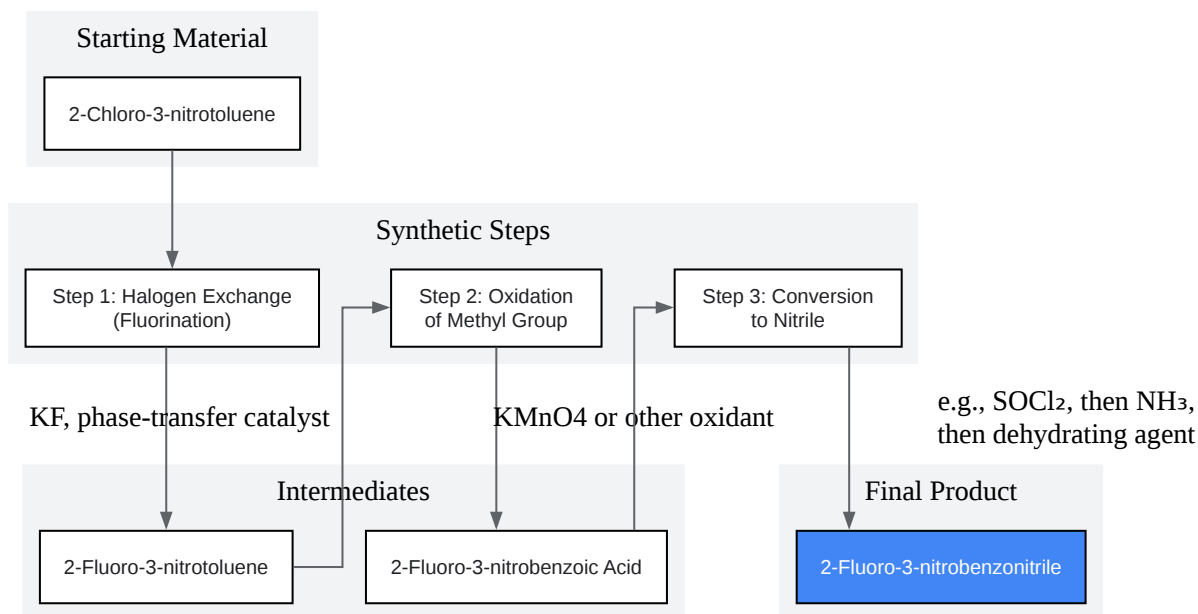 Starting Material
2-Chloro-3-nitrotoluene
Synthetic Steps
Step 1: Halogen Exchange
(Fluorination)
Step 2: Oxidation
of Methyl Group
Step 3: Conversion
to Nitrile
KF, phase-transfer catalyst
KMnO4 or other oxidant
e.g., SOCl₂, then NH₃,
then dehydrating agent
Intermediates
2-Fluoro-3-nitrotoluene
2-Fluoro-3-nitrobenzoic Acid
Final Product
2-Fluoro-3-nitrobenzonitrile